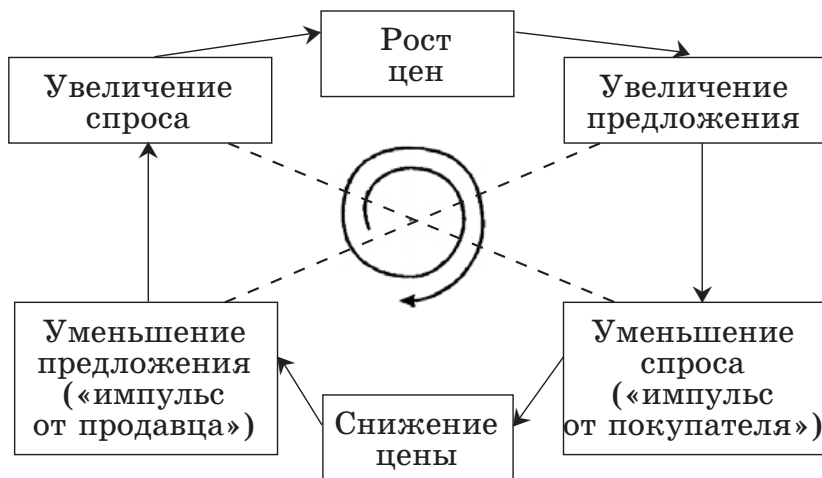 Рост
цен
Увеличение
спроса
Увеличение
предложения
Уменьшение
предложения
(«импульс
от продавца»)
Снижение
цены
Уменьшение
спроса
(«импульс
от покупателя»)